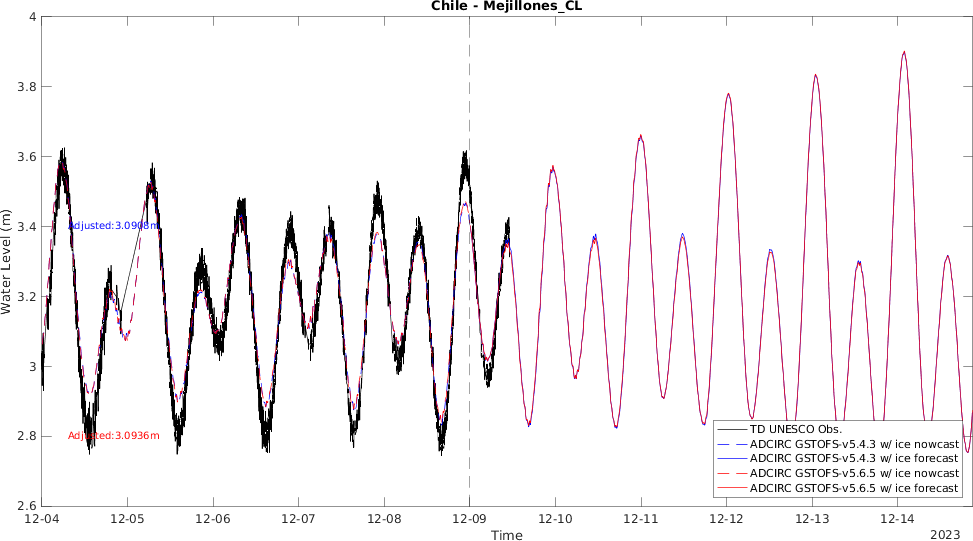 Chile - Mejillones_CL
4
3.8
3.6
3.4
3.2
3
2.8
2.6
Water Level (m)
Adjusted:3.0908m
Adjusted:3.0936m
TD UNESCO Obs.
ADCIRC GSTOFS-v5.4.3 w/ ice nowcast
ADCIRC GSTOFS-v5.4.3 w/ ice forecast
ADCIRC GSTOFS-v5.6.5 w/ ice nowcast
ADCIRC GSTOFS-v5.6.5 w/ ice forecast
12-04 12-05 12-06 12-07 12-08 12-09 12-10 12-11 12-12 12-13 12-14
Time
2023